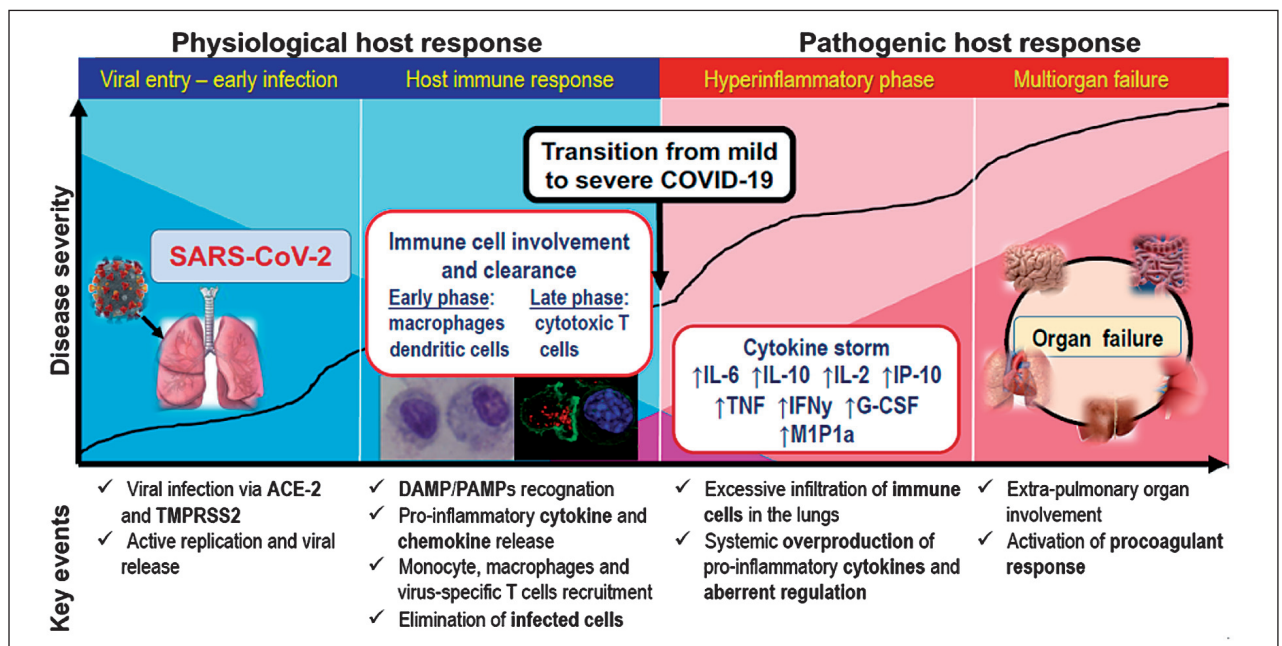 Physiological host response
Pathogenic host response
Viral entry – early infection
Host immune response
Hyperinflammatory phase
Multiorgan failure
Disease severity
Transition from mild
to severe COVID-19
SARS-CoV-2
Immune cell involvement
and clearance
Early phase:
macrophages
dendritic cells
Late phase:
cytotoxic T
cells
Cytokine storm
↑IL-6 ↑IL-10 ↑IL-2 ↑IP-10
↑TNF ↑IFNy ↑G-CSF
↑M1P1a
Organ failure
Key events
✓ Viral infection via ACE-2
and TMPRSS2
✓ Active replication and viral
release
✓ DAMP/PAMPs recognation
✓ Pro-inflammatory cytokine and
chemokine release
✓ Monocyte, macrophages and
virus-specific T cells recruitment
✓ Elimination of infected cells
✓ Excessive infiltration of immune
cells in the lungs
✓ Systemic overproduction of
pro-inflammatory cytokines and
aberrent regulation
✓ Extra-pulmonary organ
involvement
✓ Activation of procoagulant
response